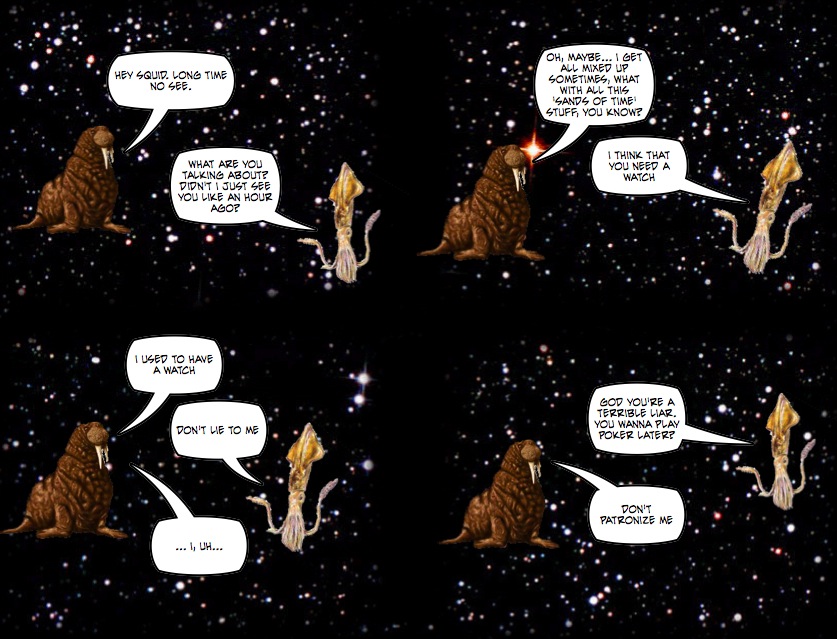 HEY SQUID. LONG TIME
NO SEE.
WHAT ARE YOU
TALKING ABOUT?
DIDN'T I JUST SEE
YOU LIKE AN HOUR
AGO?
OH, MAYBE... I GET
ALL MIXED UP
SOMETIMES, WHAT
WITH ALL THIS
'SANDS OF TIME'
STUFF, YOU KNOW?
I THINK THAT
YOU NEED A
WATCH
I USED TO HAVE
A WATCH
DON'T LIE TO ME
... I, UH...
GOD YOU'RE A
TERRIBLE LIAR.
YOU WANNA PLAY
POKER LATER?
DON'T
PATRONIZE ME